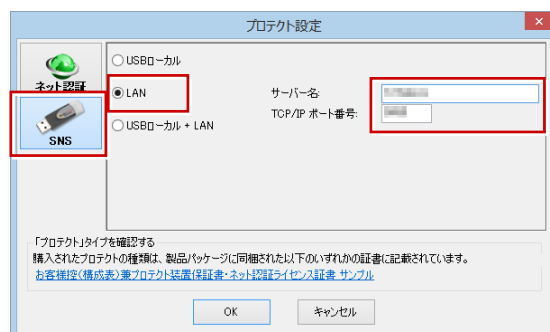 プロテクト設定
ネット認証
SNS
USBローカル
LAN
USBローカル + LAN
サーバー名:
TCP/IP ポート番号:
「プロテクト」タイプを確認する
購入されたプロテクトの種類は、製品パッケージに同梱された以下のいずれかの証書に記載されています。
お客様控(構成表)兼プロテクト装置保証書・ネット認証ライセンス証書 サンプル
OK
キャンセル